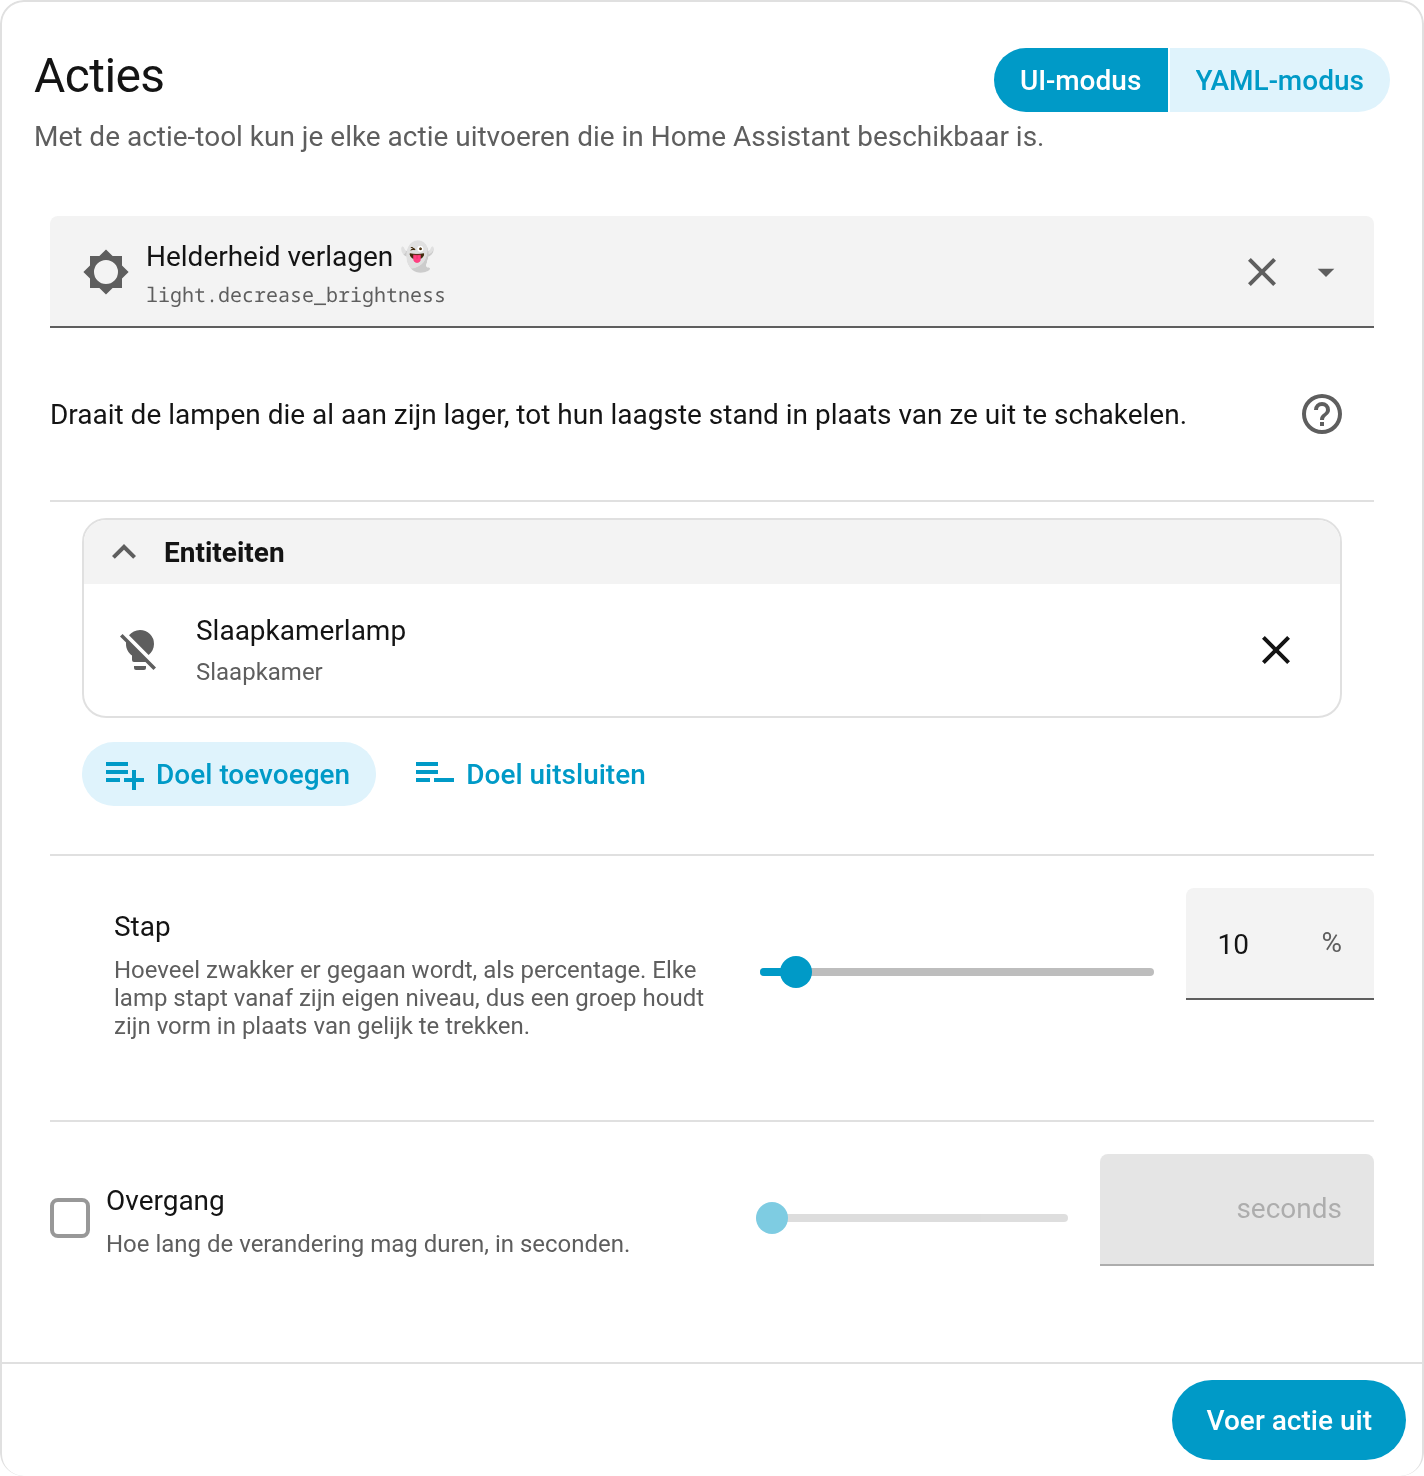 Acties
UI-modus
YAML-modus
Met de actie-tool kun je elke actie uitvoeren die in Home Assistant beschikbaar is.
Helderheid verlagen 👻
light.decrease_brightness
Draait de lampen die al aan zijn lager, tot hun laagste stand in plaats van ze uit te schakelen.
Entiteiten
Slaapkamerlamp
Slaapkamer
Doel toevoegen
Doel uitsluiten
Stap
Hoeveel zwakker er gegaan wordt, als percentage. Elke
lamp stapt vanaf zijn eigen niveau, dus een groep houdt
zijn vorm in plaats van gelijk te trekken.
10 %
Overgang
Hoe lang de verandering mag duren, in seconden.
seconds
Voer actie uit